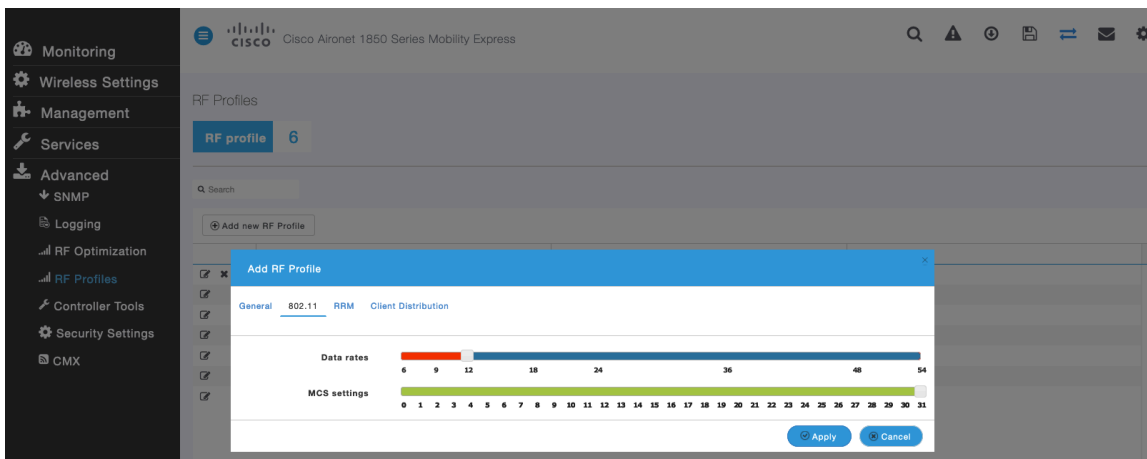 CISCO Cisco Aironet 1850 Series Mobility Express
Monitoring
Wireless Settings
Management
Services
Advanced
SNMP
Logging
RF Optimization
RF Profiles
Controller Tools
Security Settings
CMX
RF Profiles
RF profile 6
Search
Add new RF Profile
Add RF Profile
General 802.11 RRM Client Distribution
Data rates
6 9 12 18 24 36 48 54
MCS settings
0 1 2 3 4 5 6 7 8 9 10 11 12 13 14 15 16 17 18 19 20 21 22 23 24 25 26 27 28 29 30 31
Apply Cancel